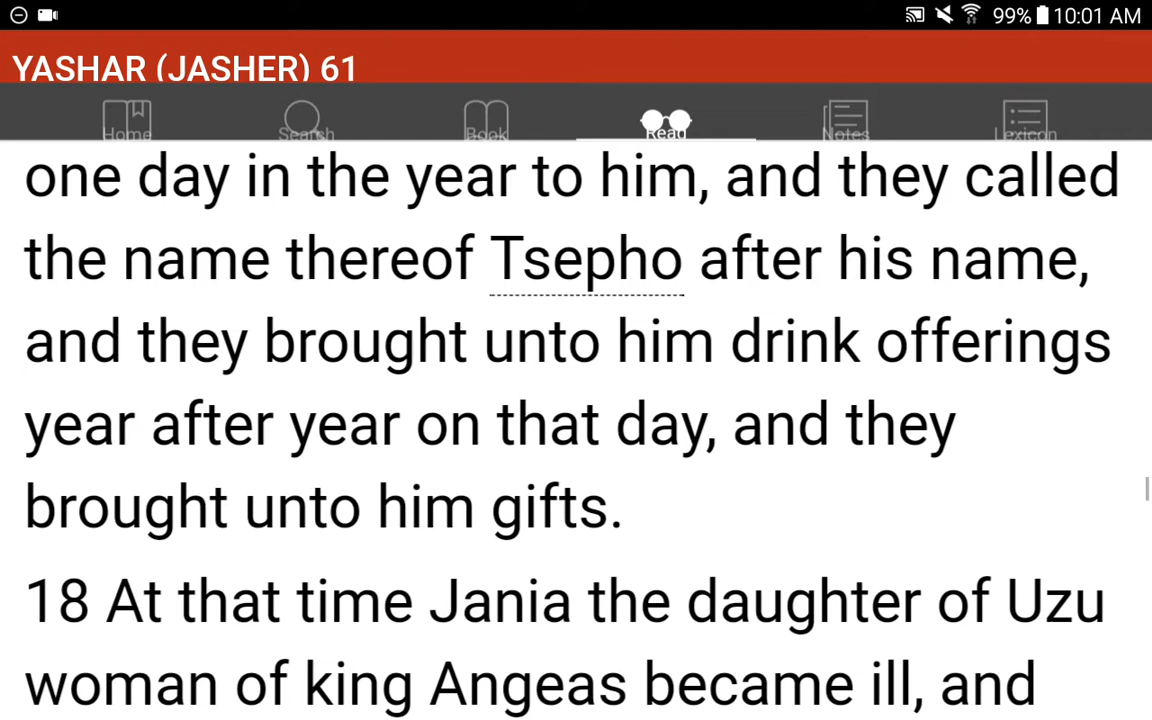 99% 10:01 AM
YASHAR (JASHER) 61
Home Search Book Read Notes Lexicon
one day in the year to him, and they called
the name thereof Tsepho after his name,
and they brought unto him drink offerings
year after year on that day, and they
brought unto him gifts.
18 At that time Jania the daughter of Uzu
woman of king Angeas became ill, and